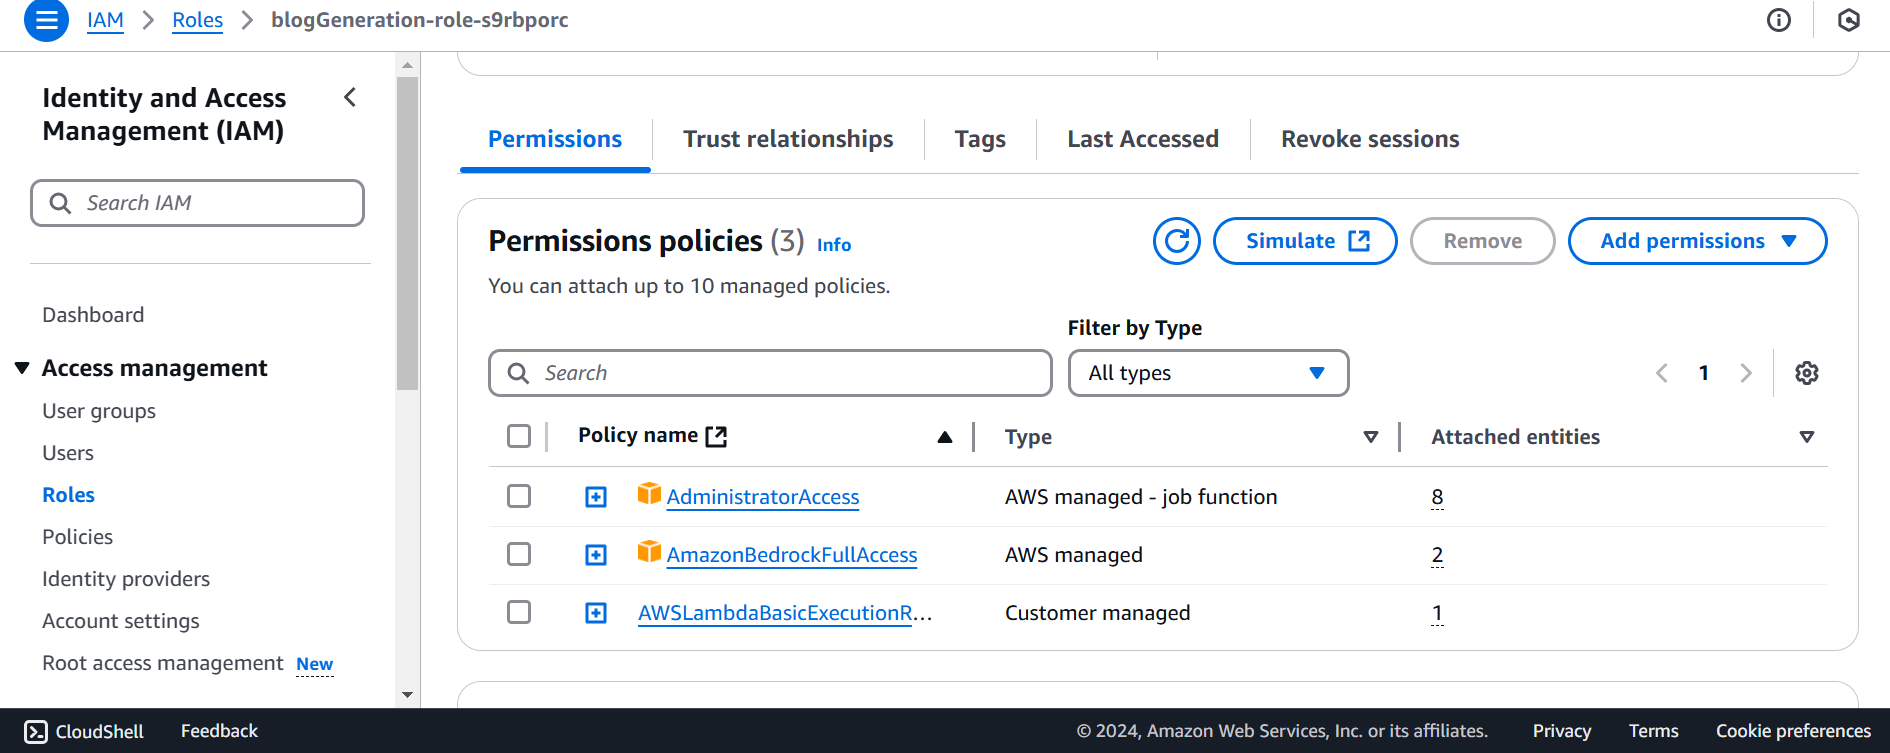 IAM > Roles > blogGeneration-role-s9rbporc
Identity and Access
Management (IAM)
Search IAM
Dashboard
Access management
User groups
Users
Roles
Policies
Identity providers
Account settings
Root access management New
Permissions
Trust relationships
Tags
Last Accessed
Revoke sessions
Permissions policies (3) Info
Simulate
Remove
Add permissions
You can attach up to 10 managed policies.
Filter by Type
Search
All types
1
Policy name
Type
Attached entities
AdministratorAccess
AWS managed - job function
8
AmazonBedrockFullAccess
AWS managed
2
AWSLambdaBasicExecutionR...
Customer managed
1
CloudShell
Feedback
© 2024, Amazon Web Services, Inc. or its affiliates.
Privacy
Terms
Cookie preferences